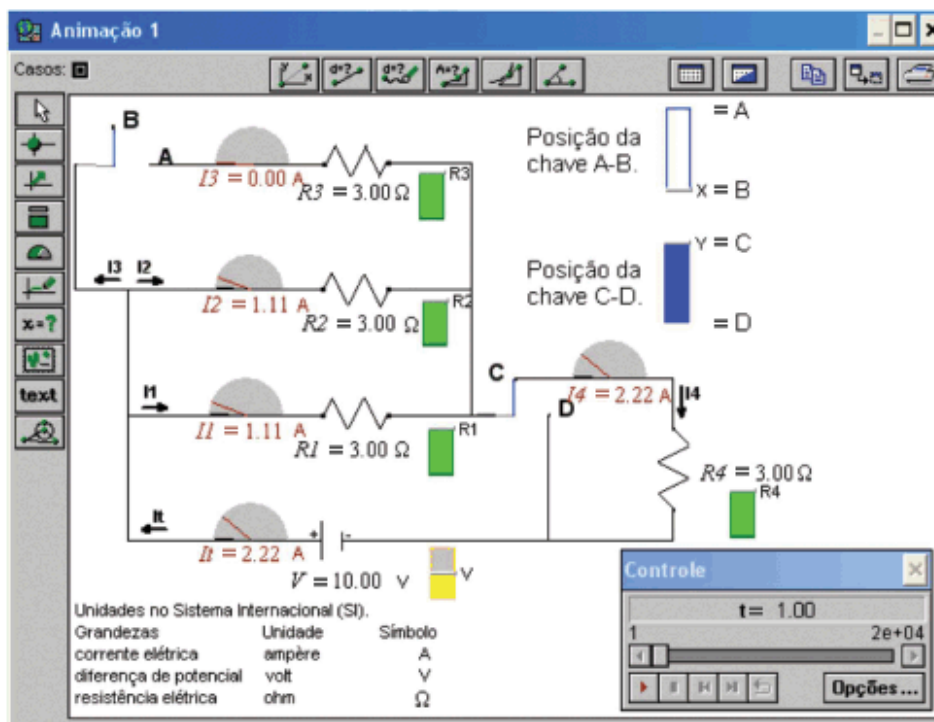 Animação 1
Casos:
y x d=? d=? A=?
B
A
I3 = 0.00 A
R3 = 3.00 Ω
R3
Posição da
chave A-B.
= A
X = B
I3 I2
I2 = 1.11 A
R2 = 3.00 Ω
R2
Posição da
chave C-D.
Y = C
= D
x=?
text
I1
I1 = 1.11 A
R1 = 3.00 Ω
R1
C
D
I4 = 2.22 A
I4
R4 = 3.00 Ω
R4
It
It = 2.22 A
+ -
V = 10.00 V
V
Unidades no Sistema Internacional (SI).
Grandezas Unidade Símbolo
corrente elétrica ampère A
diferença de potencial volt V
resistência elétrica ohm Ω
Controle
t= 1.00
1 2e+04
Opções...